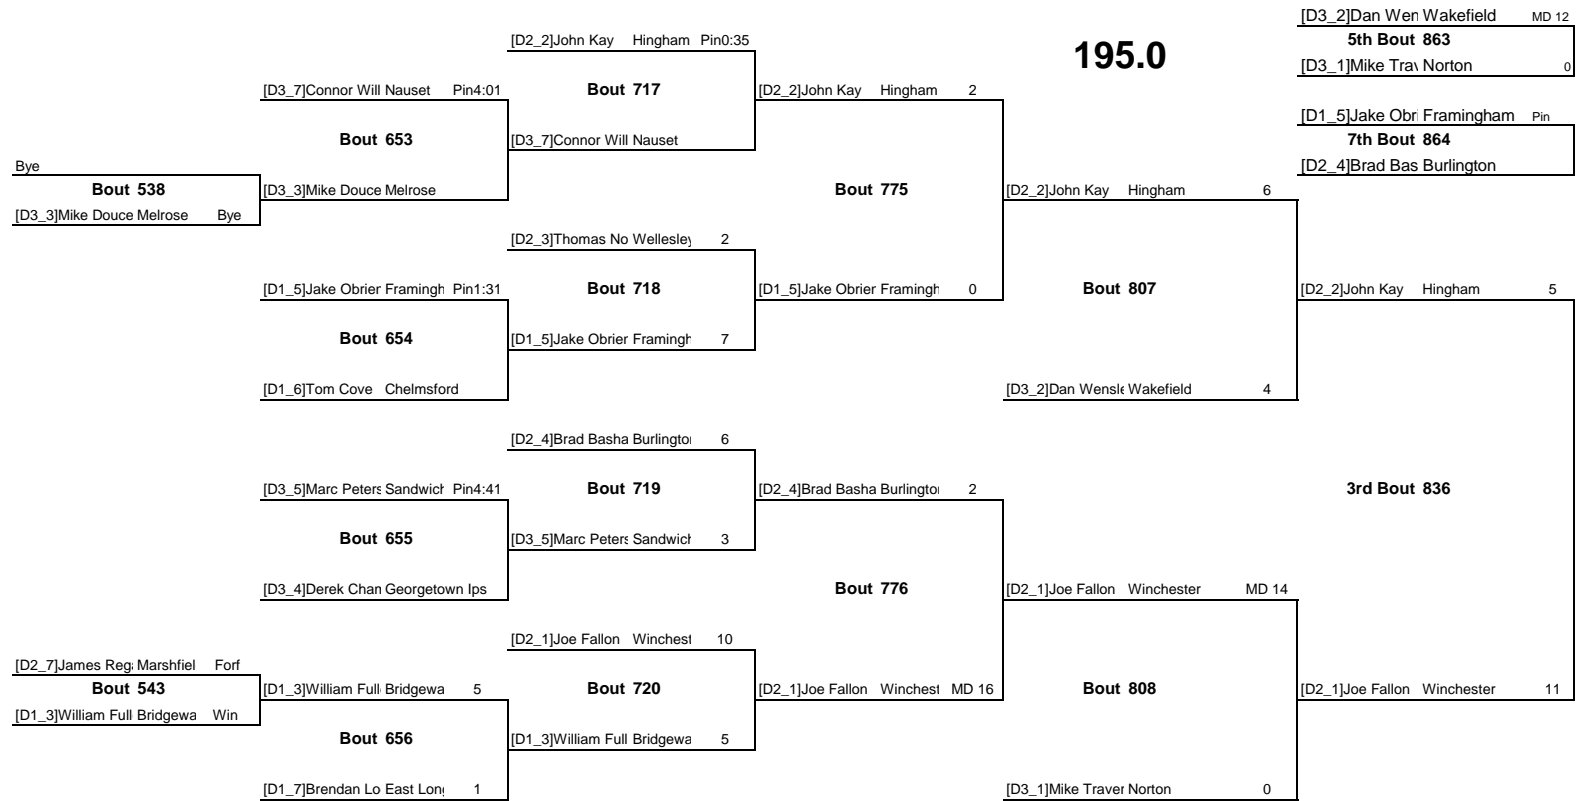 [D3_2]Dan Wen Wakefield MD 12
[D2_2]John Kay Hingham Pin0:35
195.0
5th Bout 863
[D3_1]Mike Trav Norton 0
[D3_7]Connor Will Nauset Pin4:01
Bout 717
[D2_2]John Kay Hingham 2
[D1_5]Jake Obri Framingham Pin
Bout 653
[D3_7]Connor Will Nauset
7th Bout 864
Bye
[D2_4]Brad Bas Burlington
Bout 538
[D3_3]Mike Douce Melrose
Bout 775
[D2_2]John Kay Hingham 6
[D3_3]Mike Douce Melrose Bye
[D2_3]Thomas No Wellesley 2
[D1_5]Jake Obrier Framingh Pin1:31
Bout 718
[D1_5]Jake Obrier Framingh 0
Bout 807
[D2_2]John Kay Hingham 5
Bout 654
[D1_5]Jake Obrier Framingh 7
[D1_6]Tom Cove Chelmsford
[D3_2]Dan Wensle Wakefield 4
[D2_4]Brad Basha Burlingto 6
[D3_5]Marc Peters Sandwich Pin4:41
Bout 719
[D2_4]Brad Basha Burlingto 2
3rd Bout 836
Bout 655
[D3_5]Marc Peters Sandwich 3
[D3_4]Derek Chan Georgetown Ips
Bout 776
[D2_1]Joe Fallon Winchester MD 14
[D2_1]Joe Fallon Winchest 10
[D2_7]James Rega Marshfiel Forf
Bout 543
[D1_3]William Full Bridgewa 5
Bout 720
[D2_1]Joe Fallon Winchest MD 16
Bout 808
[D2_1]Joe Fallon Winchester 11
[D1_3]William Full Bridgewa Win
Bout 656
[D1_3]William Full Bridgewa 5
[D1_7]Brendan Lo East Long 1
[D3_1]Mike Traver Norton 0